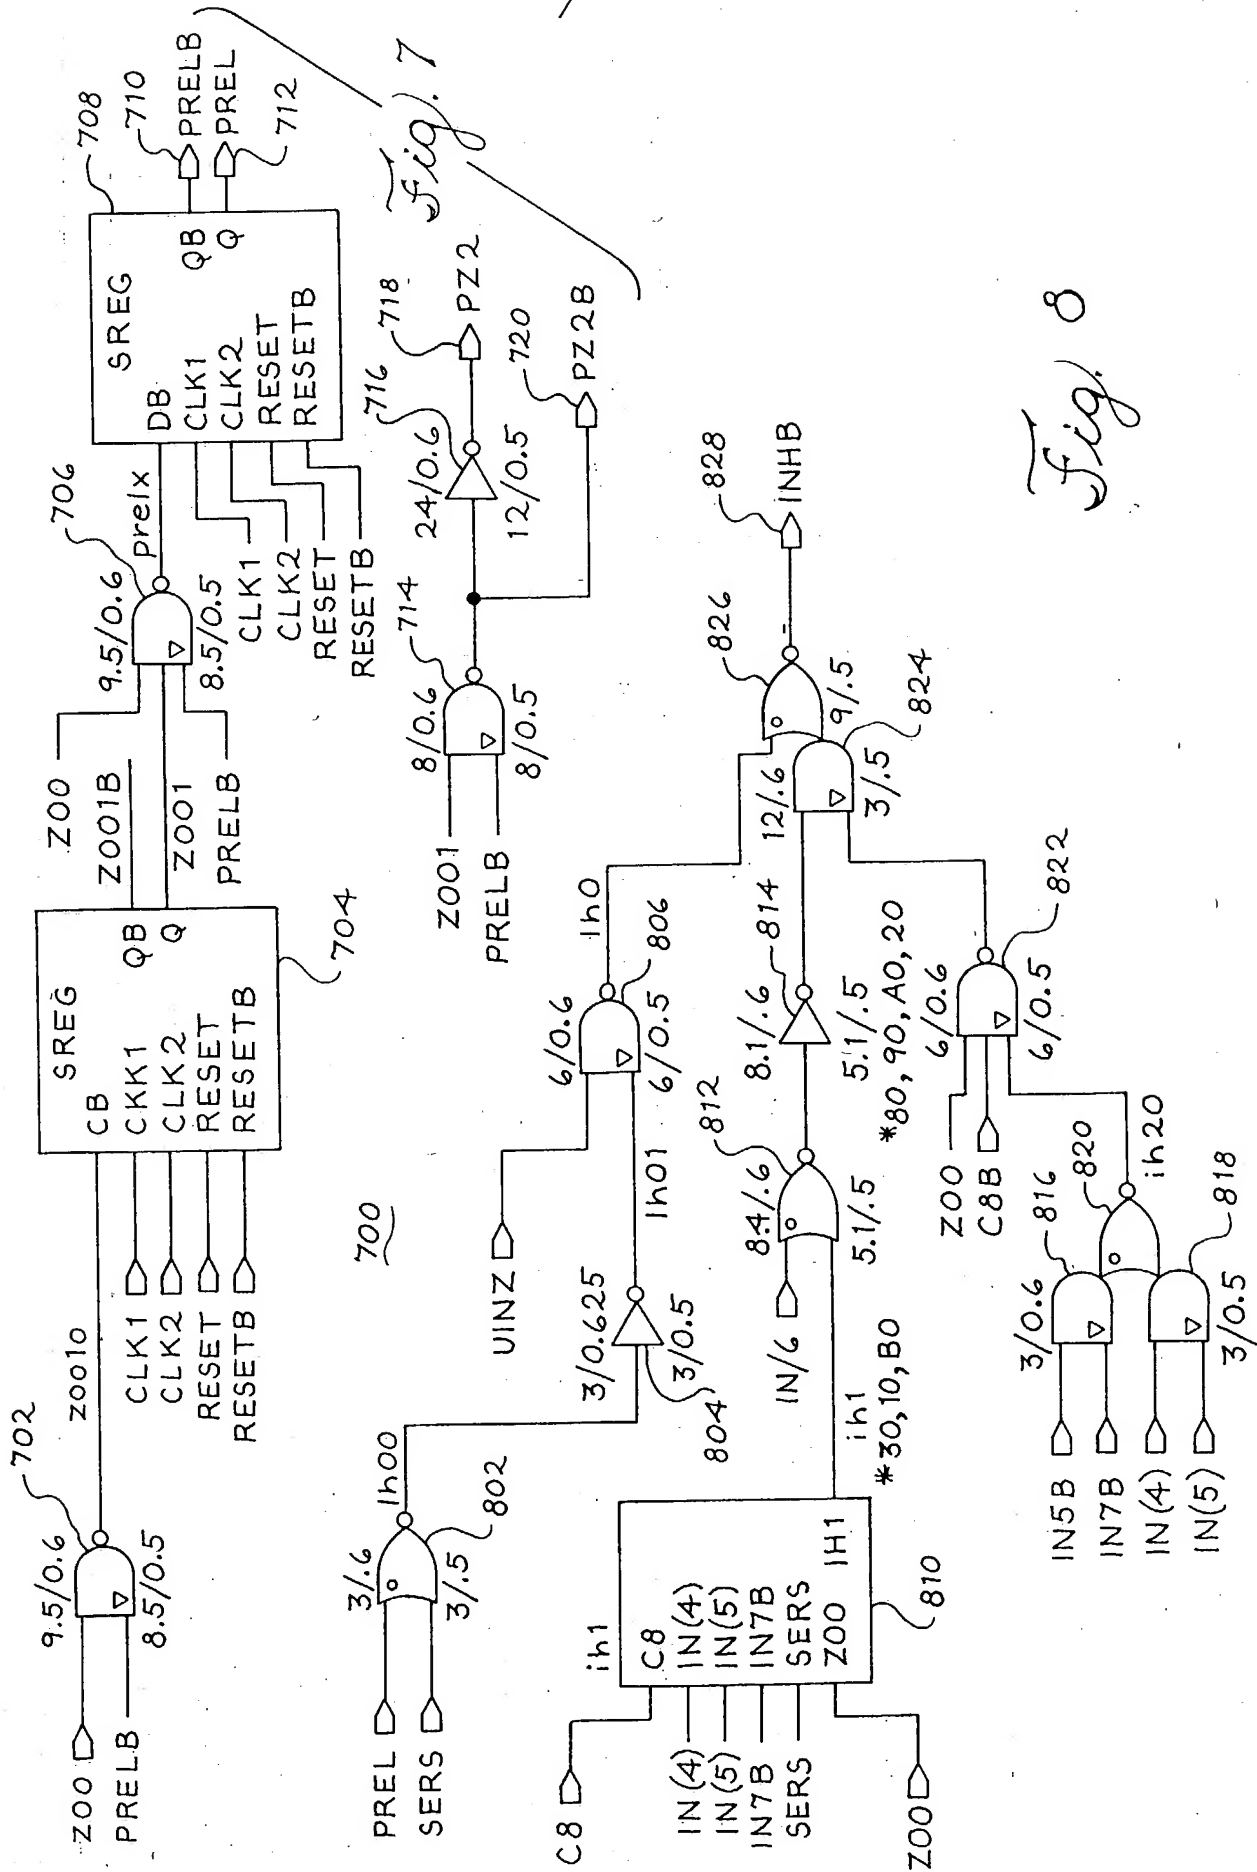 702
9.5/0.6
Z00
PRELB
8.5/0.5
zoo1o
CLK1
CLK2
RESET
RESETB
SREG
CB
CKK1
CLK2
RESET
RESETB
QB
Q
704
Z00
Z001B
Z001
PRELB
9.5/0.6
8.5/0.5
706
prelx
CLK1
CLK2
RESET
RESETB
SREG
DB
CLK1
CLK2
RESET
RESETB
QB
Q
708
710
PRELB
PREL
712
700
Z001
PRELB
8/0.6
8/0.5
714
24/0.6
12/0.5
716
718
PZ2
720
PZ2B
Fig. 7
PREL
SERS
3/.6
3/.5
802
Ih00
3/0.625
3/0.5
804
UINZ
Ih01
6/0.6
6/0.5
806
Ih0
ih1
C8
IN(4)
IN(5)
IN7B
SERS
Z00
C8
IN(4)
IN(5)
IN7B
SERS
Z00
IH1
810
ih1
*30,10,B0
IN/6
8.4/.6
5.1/.5
812
8.1/.6
5.1/.5
814
*80,90,A0,20
IN5B
IN7B
IN(4)
IN(5)
3/0.6
3/0.5
816
820
818
ih20
Z00
C8B
6/0.6
6/0.5
822
12/.6
3/.5
824
9/.5
826
828
INHB
Fig. 8